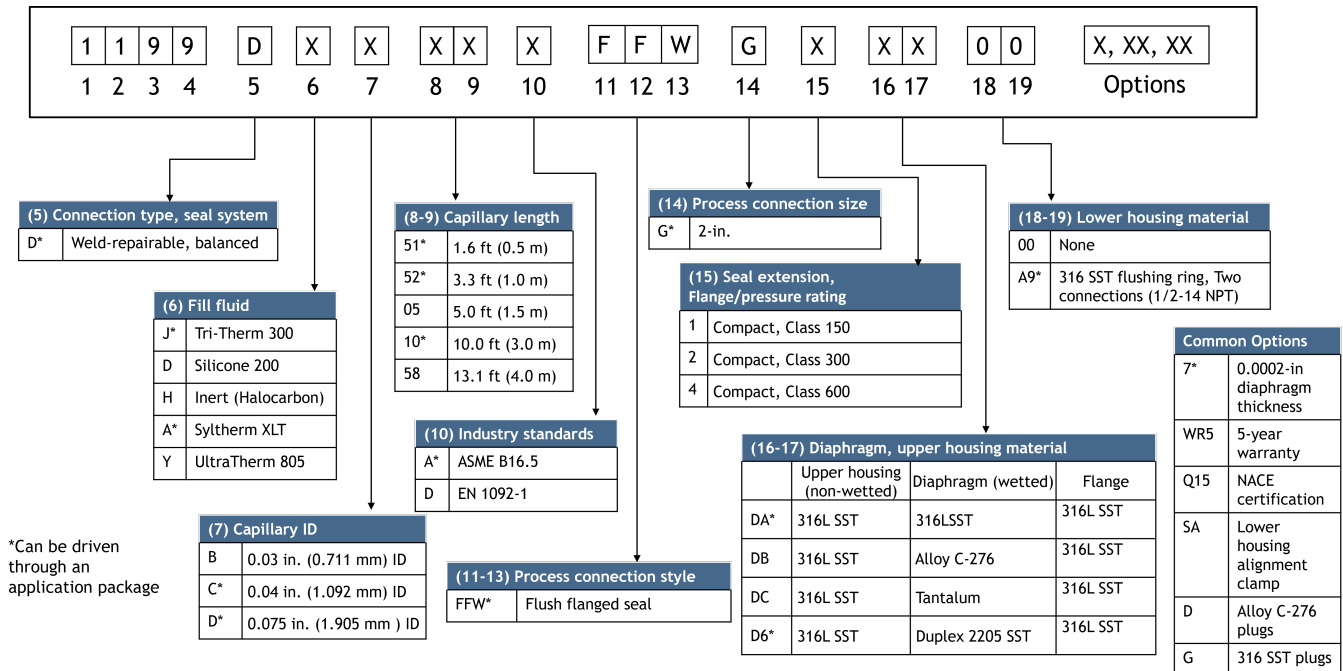 1 1 9 9 D X X X X X F F W G X X X 0 0 X, XX, XX
1 2 3 4 5 6 7 8 9 10 11 12 13 14 15 16 17 18 19 Options
(5) Connection type, seal system
D* Weld-repairable, balanced
(6) Fill fluid
J* Tri-Therm 300
D Silicone 200
H Inert (Halocarbon)
A* Syltherm XLT
Y UltraTherm 805
(7) Capillary ID
B 0.03 in. (0.711 mm) ID
C* 0.04 in. (1.092 mm) ID
D* 0.075 in. (1.905 mm ) ID
(8-9) Capillary length
51* 1.6 ft (0.5 m)
52* 3.3 ft (1.0 m)
05 5.0 ft (1.5 m)
10* 10.0 ft (3.0 m)
58 13.1 ft (4.0 m)
(10) Industry standards
A* ASME B16.5
D EN 1092-1
(11-13) Process connection style
FFW* Flush flanged seal
(14) Process connection size
G* 2-in.
(15) Seal extension,
Flange/pressure rating
1 Compact, Class 150
2 Compact, Class 300
4 Compact, Class 600
(16-17) Diaphragm, upper housing material
Upper housing
(non-wetted) Diaphragm (wetted) Flange
DA* 316L SST 316LSST 316L SST
DB 316L SST Alloy C-276 316L SST
DC 316L SST Tantalum 316L SST
D6* 316L SST Duplex 2205 SST 316L SST
(18-19) Lower housing material
00 None
A9* 316 SST flushing ring, Two
connections (1/2-14 NPT)
Common Options
7* 0.0002-in
diaphragm
thickness
WR5 5-year
warranty
Q15 NACE
certification
SA Lower
housing
alignment
clamp
D Alloy C-276
plugs
G 316 SST plugs
*Can be driven
through an
application package